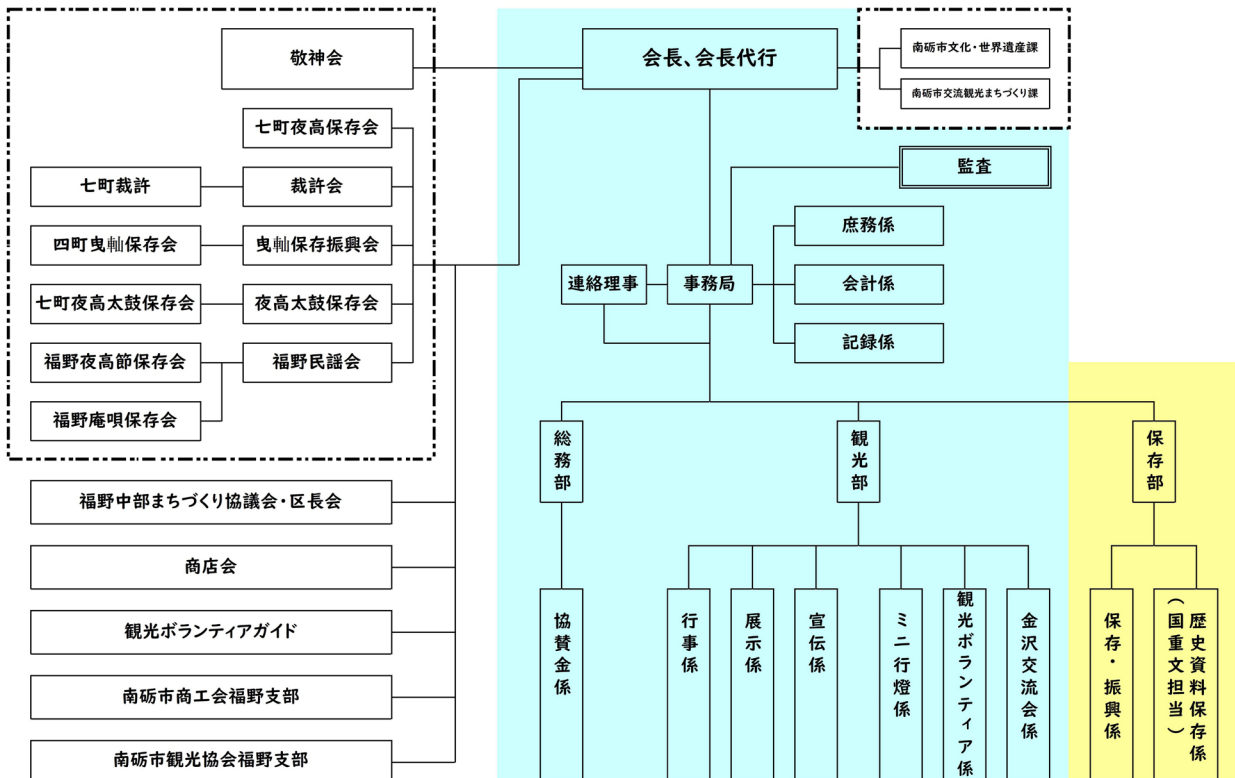 敬神会
会長、会長代行
南砺市文化・世界遺産課
南砺市交流観光まちづくり課
七町夜高保存会
監査
七町裁許
裁許会
四町曳軕保存会
曳軕保存振興会
庶務係
七町夜高太鼓保存会
夜高太鼓保存会
連絡理事
事務局
会計係
福野夜高節保存会
福野民謡会
記録係
福野庵唄保存会
総務部
観光部
保存部
福野中部まちづくり協議会・区長会
商店会
観光ボランティアガイド
南砺市商工会福野支部
南砺市観光協会福野支部
協賛金係
行事係
展示係
宣伝係
ミニ行燈係
観光ボランティア係
金沢交流会係
保存・振興係
歴史資料保存係
(国重文担当)